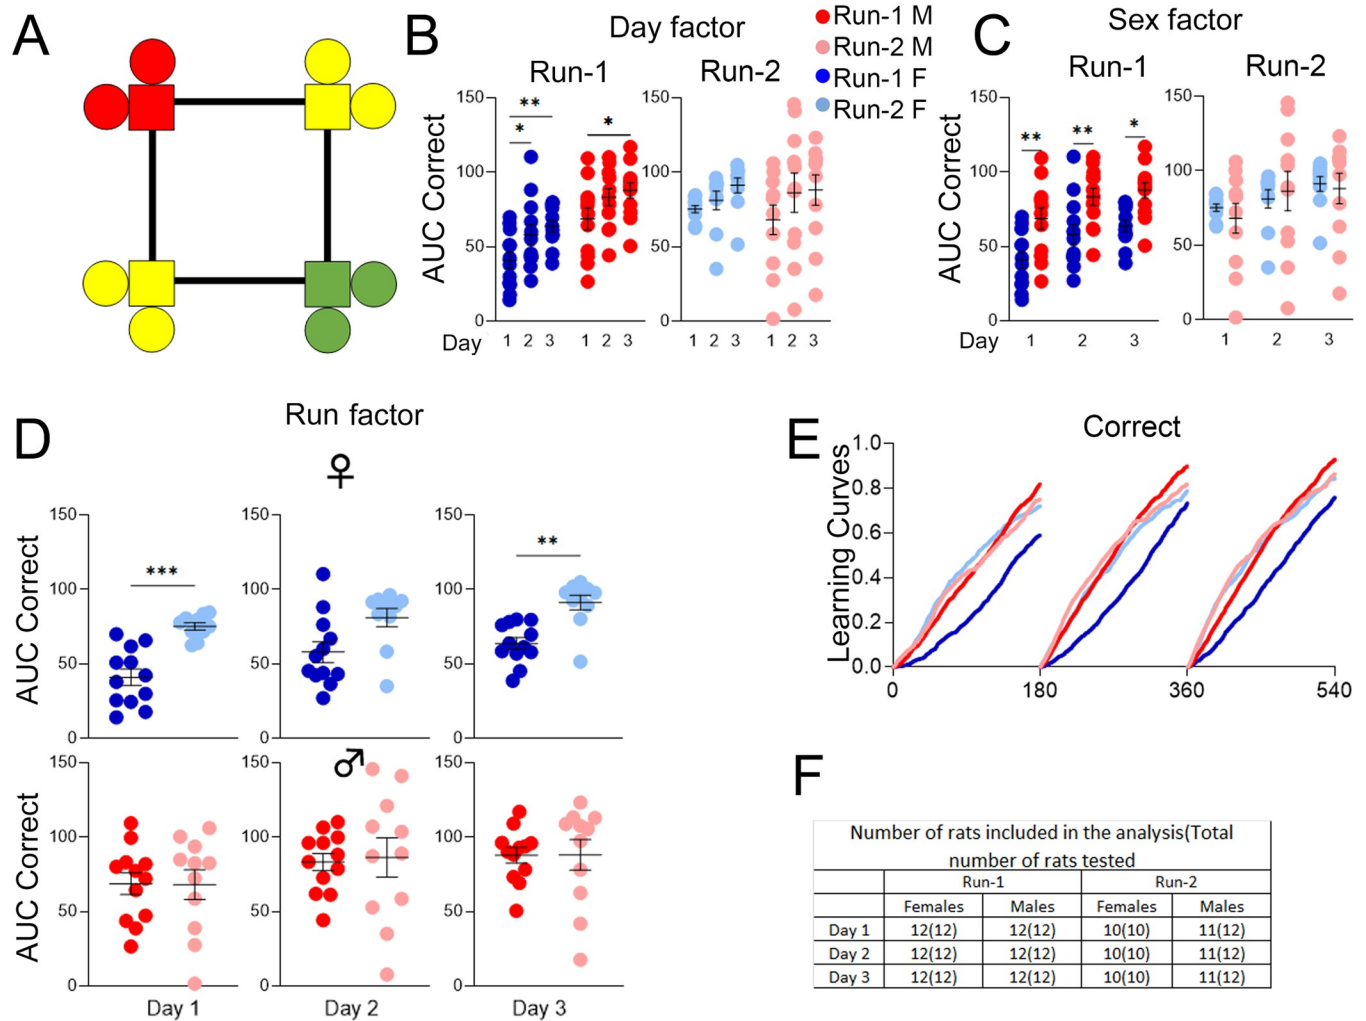 A
B
Day factor
Run-1
Run-2
Run-1 M
Run-2 M
Run-1 F
Run-2 F
AUC Correct
150
100
50
0
** 
*
*
150
100
50
0
Day
1 2 3 1 2 3
1 2 3 1 2 3
C
Sex factor
Run-1
Run-2
AUC Correct
150
100
50
0
**
**
*
150
100
50
0
Day
1 2 3
1 2 3
D
Run factor
♀
AUC Correct
150
100
50
0
***
150
100
50
0
150
100
50
0
**
♂
AUC Correct
150
100
50
0
150
100
50
0
150
100
50
0
Day 1
Day 2
Day 3
E
Correct
Learning Curves
1.0
0.8
0.6
0.4
0.2
0.0
0 180 360 540
F
Number of rats included in the analysis(Total
number of rats tested
Run-1 Run-2
Females Males Females Males
Day 1 12(12) 12(12) 10(10) 11(12)
Day 2 12(12) 12(12) 10(10) 11(12)
Day 3 12(12) 12(12) 10(10) 11(12)